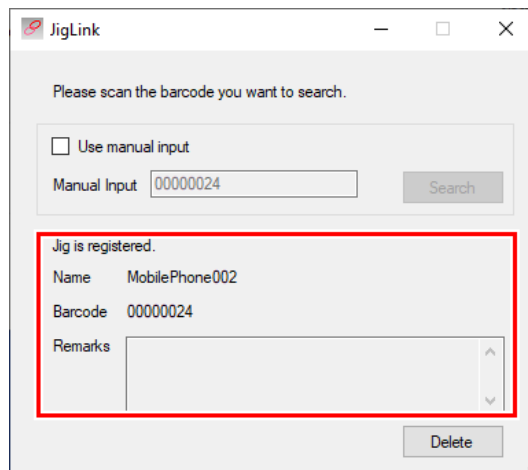 JigLink
Please scan the barcode you want to search.
Use manual input
Manual Input 00000024 Search
Jig is registered.
Name MobilePhone002
Barcode 00000024
Remarks
Delete